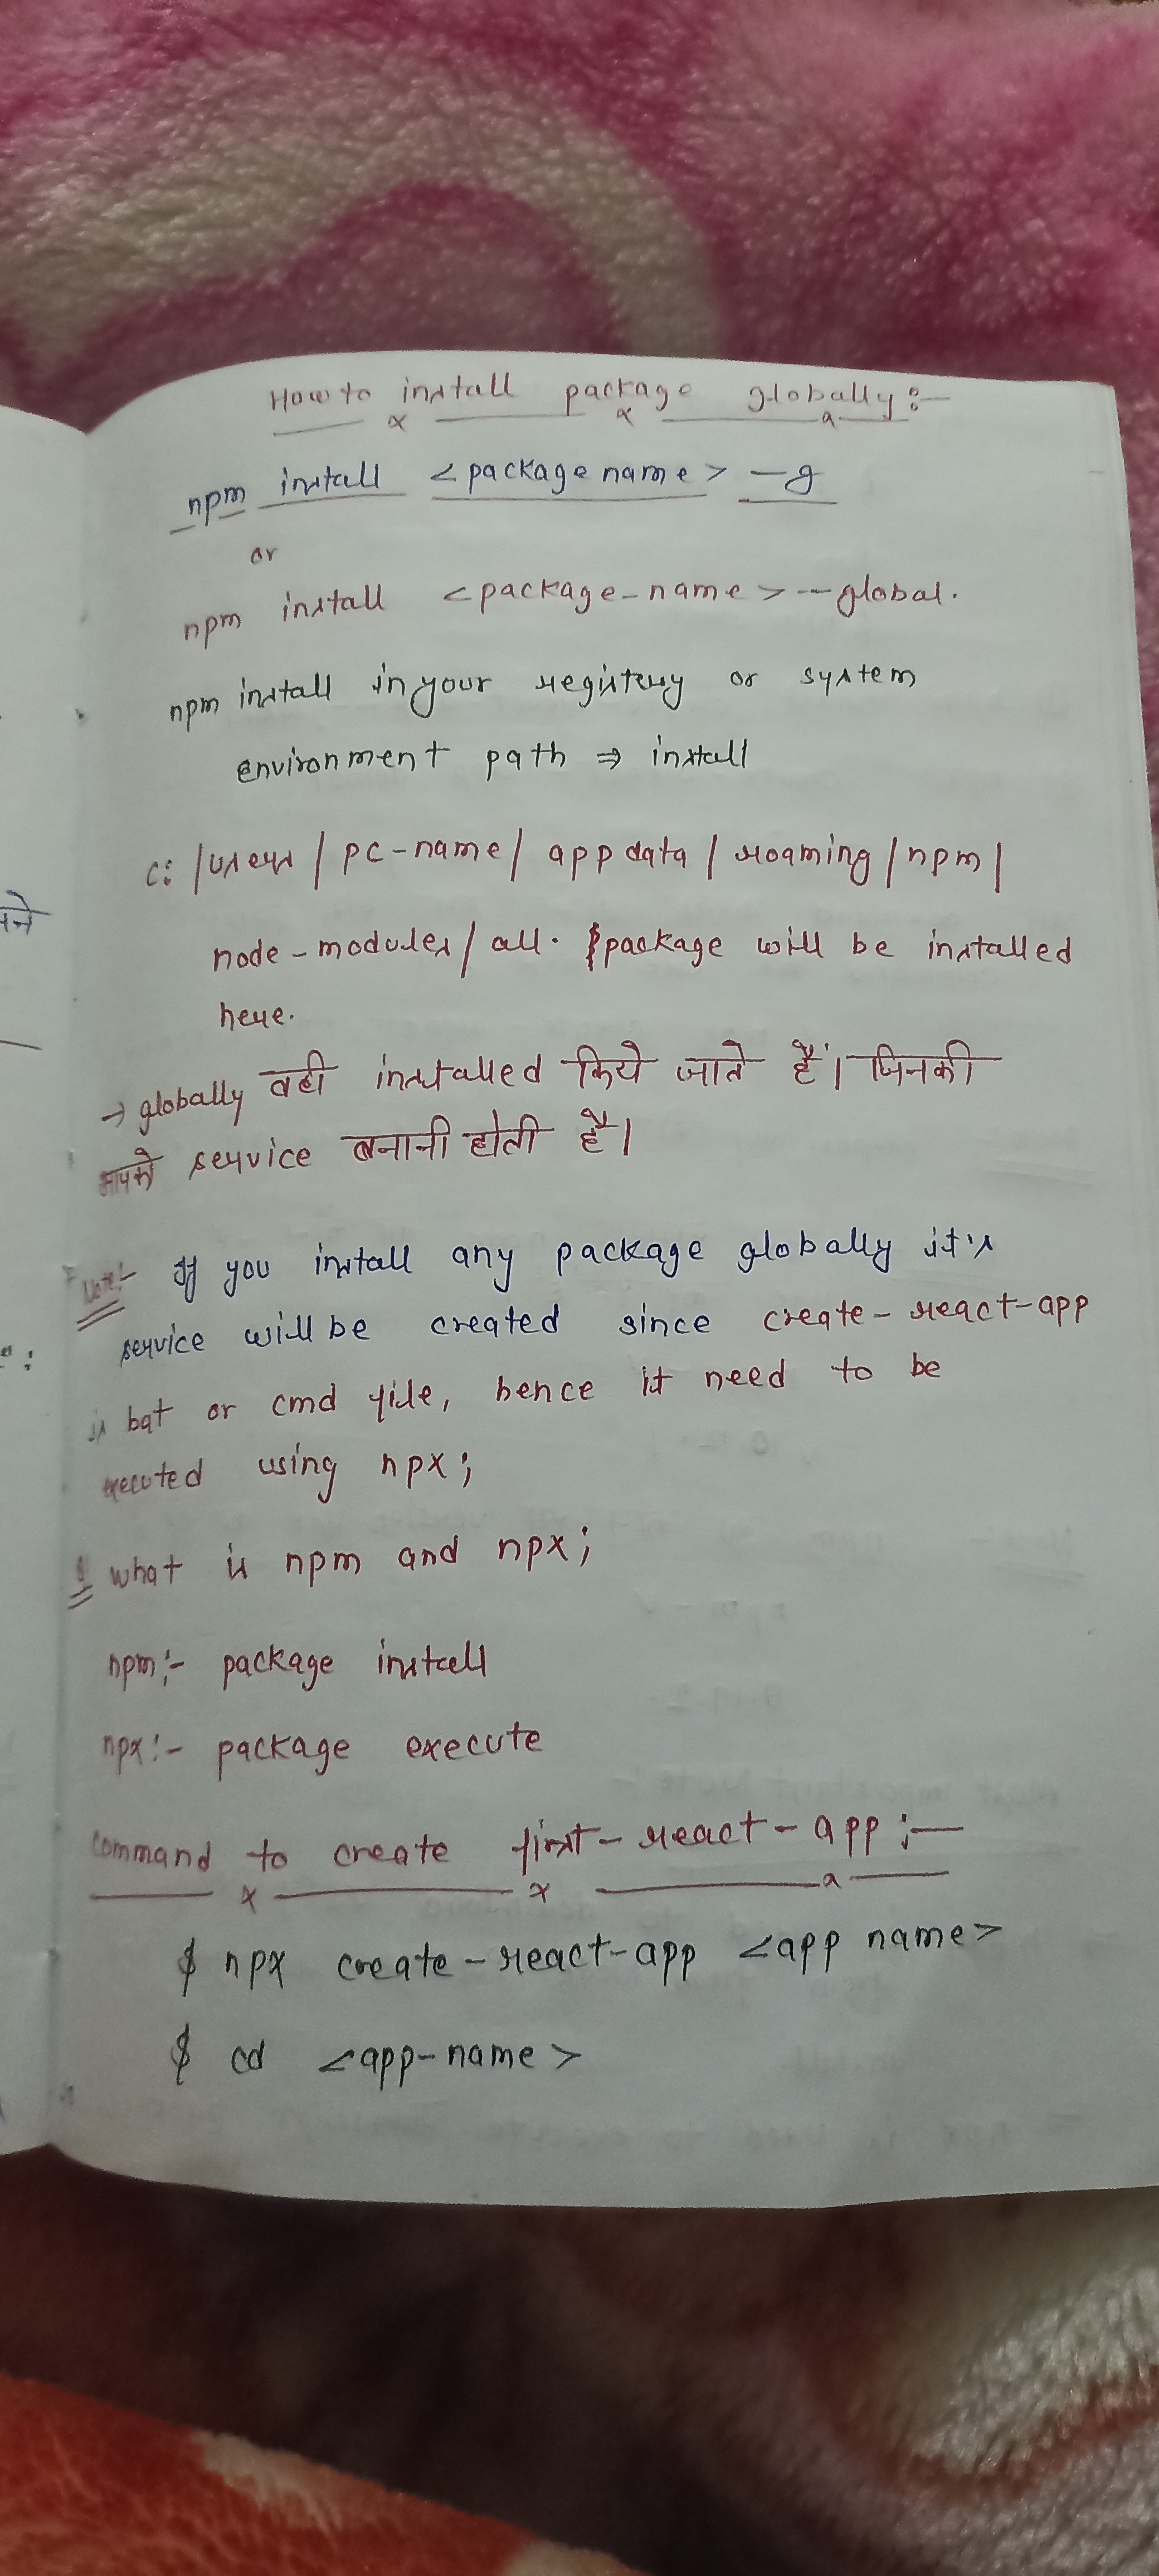 How to install package globally:-
npm install <package name> -g
or
npm install <package-name> --global.
npm install in your registery or system
environment path ⇒ install
c: /users / pc-name / app data / roaming / npm /
node-modules / all. package will be installed
here.
→ globally वही installed किये जाते हैं। जिनकी
आपको service बनानी होती है।
Note:- If you install any package globally it's
service will be created since create-react-app
is bat or cmd file, hence it need to be
executed using npx;
what is npm and npx;
npm:- package install
npx:- package execute
command to create first-react-app:-
$ npx create-react-app <app name>
$ cd <app-name>